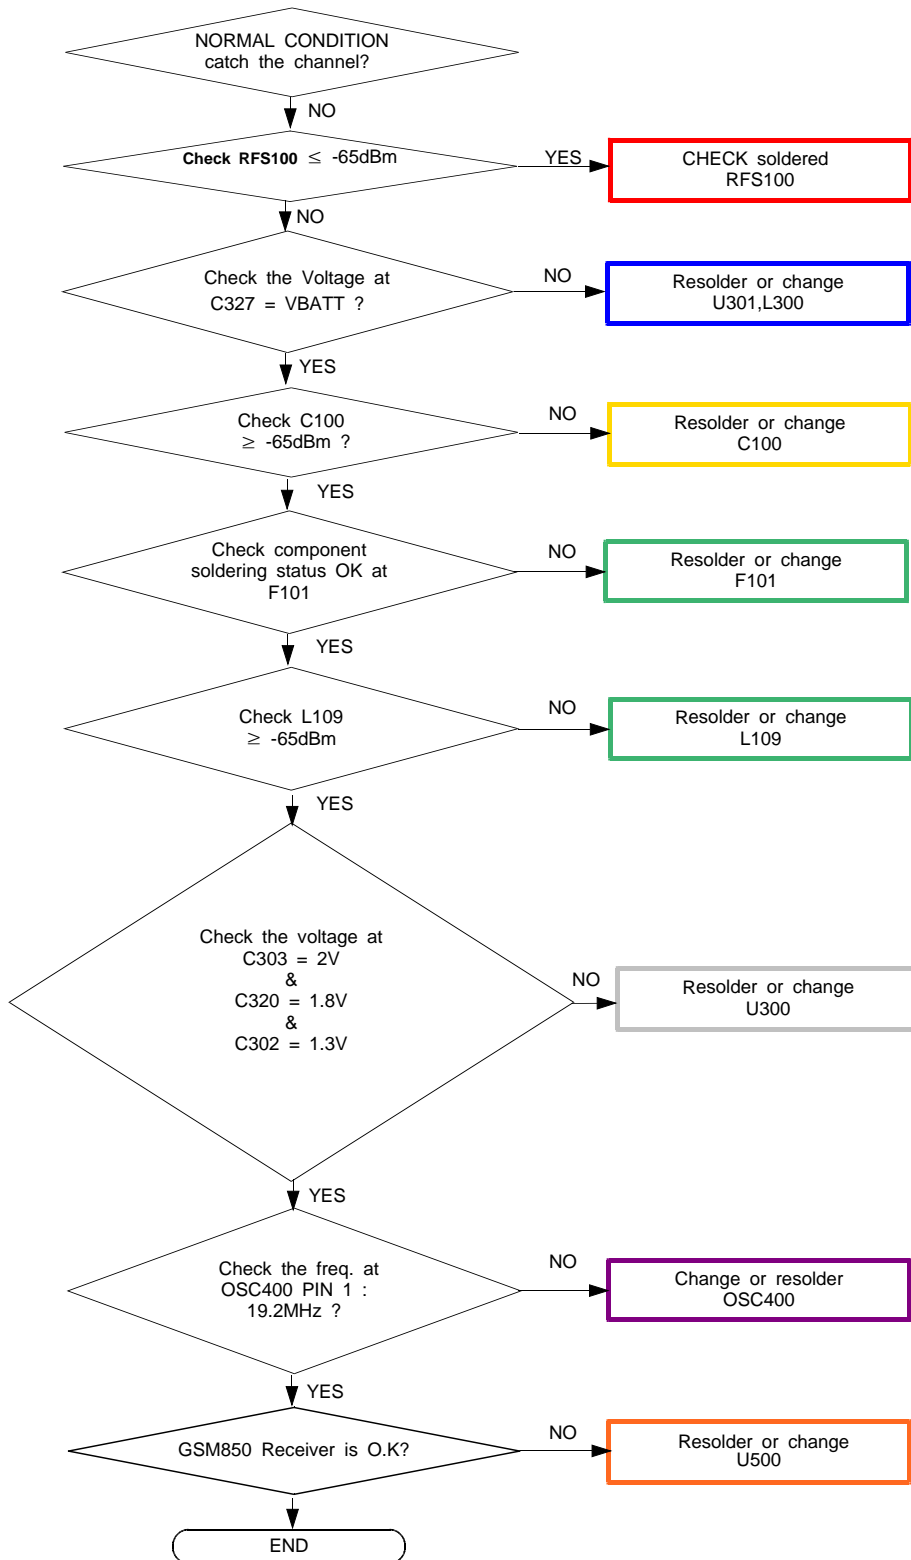 NORMAL CONDITION
catch the channel?
NO
Check RFS100 ≤ -65dBm
YES
CHECK soldered
RFS100
NO
Check the Voltage at
C327 = VBATT ?
NO
Resolder or change
U301,L300
YES
Check C100
≥ -65dBm ?
NO
Resolder or change
C100
YES
Check component
soldering status OK at
F101
NO
Resolder or change
F101
YES
Check L109
≥ -65dBm
NO
Resolder or change
L109
YES
Check the voltage at
C303 = 2V
&
C320 = 1.8V
&
C302 = 1.3V
NO
Resolder or change
U300
YES
Check the freq. at
OSC400 PIN 1 :
19.2MHz ?
NO
Change or resolder
OSC400
YES
GSM850 Receiver is O.K?
NO
Resolder or change
U500
END